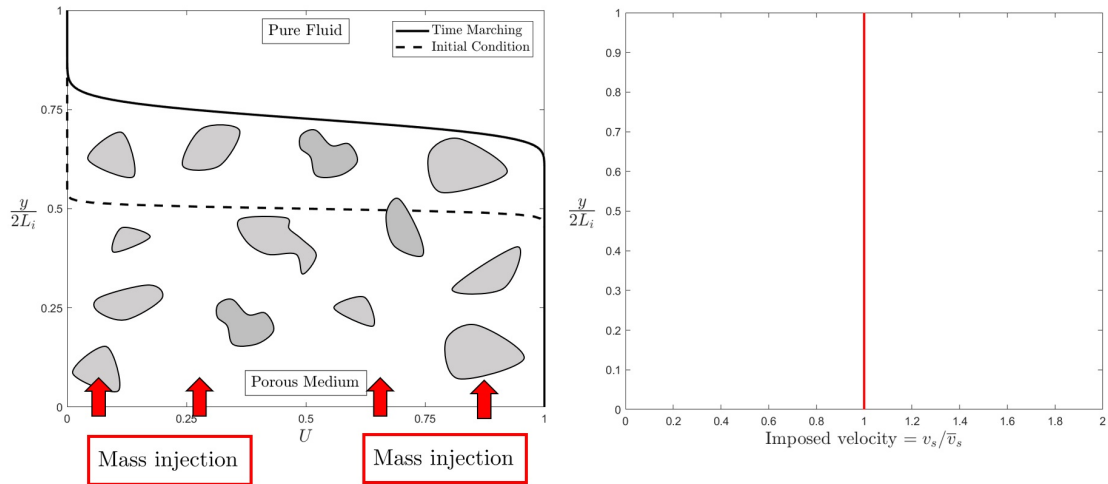 Pure Fluid
Time Marching
Initial Condition
1
0.75
y/2L_i
0.5
0.25
0
Porous Medium
0 0.25 0.5 0.75 1
U
Mass injection
Mass injection
1
0.9
0.8
0.7
0.6
y/2L_i
0.5
0.4
0.3
0.2
0.1
0
0 0.2 0.4 0.6 0.8 1 1.2 1.4 1.6 1.8 2
Imposed velocity = v_s/v̅_s